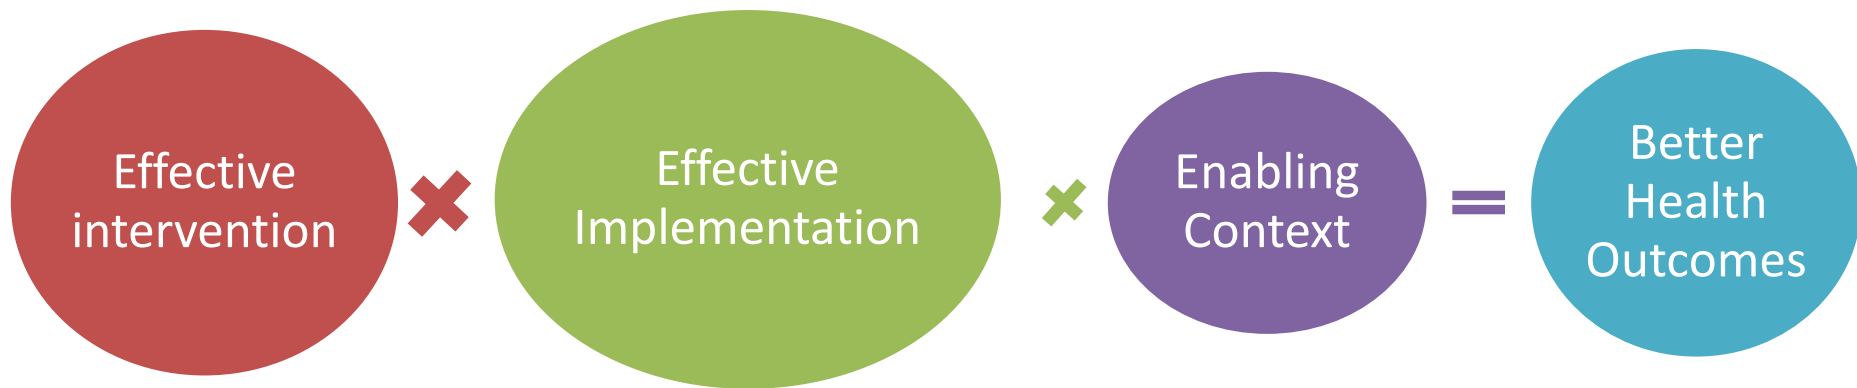 Effective
intervention
×
Effective
Implementation
×
Enabling
Context
=
Better
Health
Outcomes